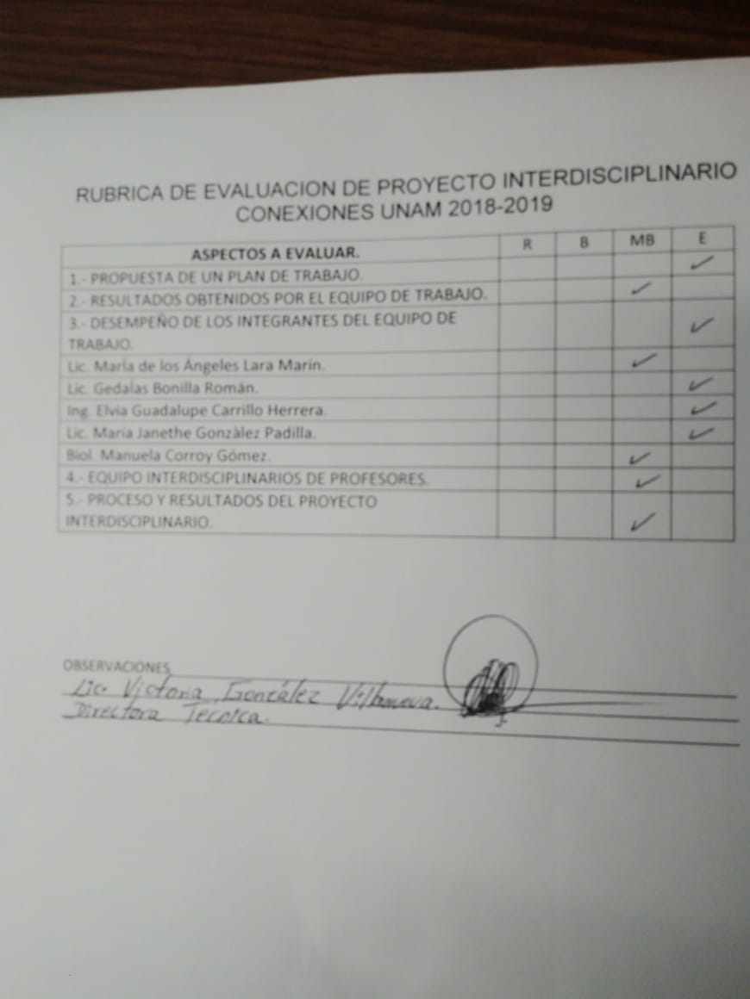 RUBRICA DE EVALUACION DE PROYECTO INTERDISCIPLINARIO
CONEXIONES UNAM 2018-2019
ASPECTOS A EVALUAR. R B MB E
1.- PROPUESTA DE UN PLAN DE TRABAJO. ✓
2.- RESULTADOS OBTENIDOS POR EL EQUIPO DE TRABAJO. ✓
3.- DESEMPEÑO DE LOS INTEGRANTES DEL EQUIPO DE
TRABAJO. ✓
Lic. María de los Ángeles Lara Marín. ✓
Lic. Gedalas Bonilla Román. ✓
Ing. Elvia Guadalupe Carrillo Herrera. ✓
Lic. Maria Janethe Gonzàlez Padilla. ✓
Biol. Manuela Corroy Gómez. ✓
4.- EQUIPO INTERDISCIPLINARIOS DE PROFESORES. ✓
5.- PROCESO Y RESULTADOS DEL PROYECTO
INTERDISCIPLINARIO. ✓
OBSERVACIONES
Lic. Victoria González Villanueva.
Directora Técnica.